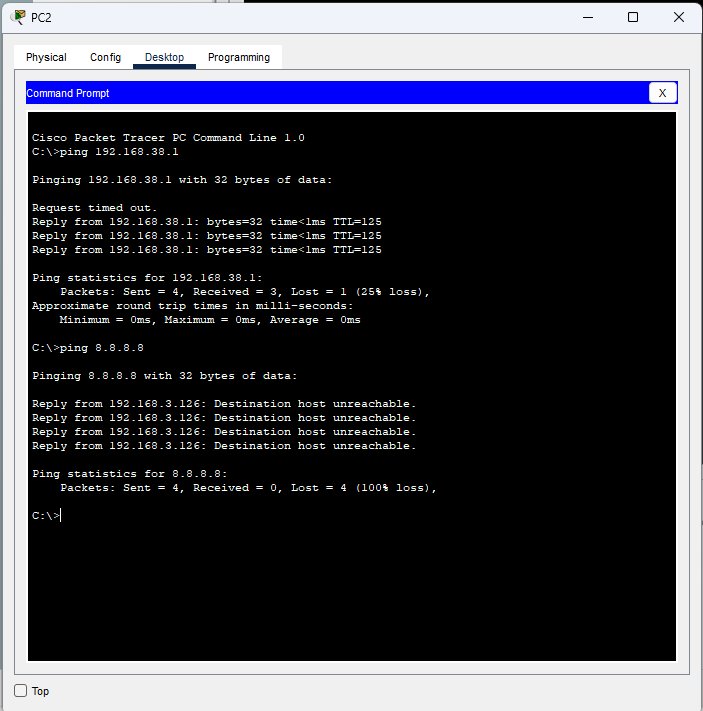 PC2
Physical Config Desktop Programming
Command Prompt
X
Cisco Packet Tracer PC Command Line 1.0
C:\>ping 192.168.38.1
Pinging 192.168.38.1 with 32 bytes of data:
Request timed out.
Reply from 192.168.38.1: bytes=32 time<1ms TTL=125
Reply from 192.168.38.1: bytes=32 time<1ms TTL=125
Reply from 192.168.38.1: bytes=32 time<1ms TTL=125
Ping statistics for 192.168.38.1:
    Packets: Sent = 4, Received = 3, Lost = 1 (25% loss),
Approximate round trip times in milli-seconds:
    Minimum = 0ms, Maximum = 0ms, Average = 0ms
C:\>ping 8.8.8.8
Pinging 8.8.8.8 with 32 bytes of data:
Reply from 192.168.3.126: Destination host unreachable.
Reply from 192.168.3.126: Destination host unreachable.
Reply from 192.168.3.126: Destination host unreachable.
Reply from 192.168.3.126: Destination host unreachable.
Ping statistics for 8.8.8.8:
    Packets: Sent = 4, Received = 0, Lost = 4 (100% loss),
C:\>
Top